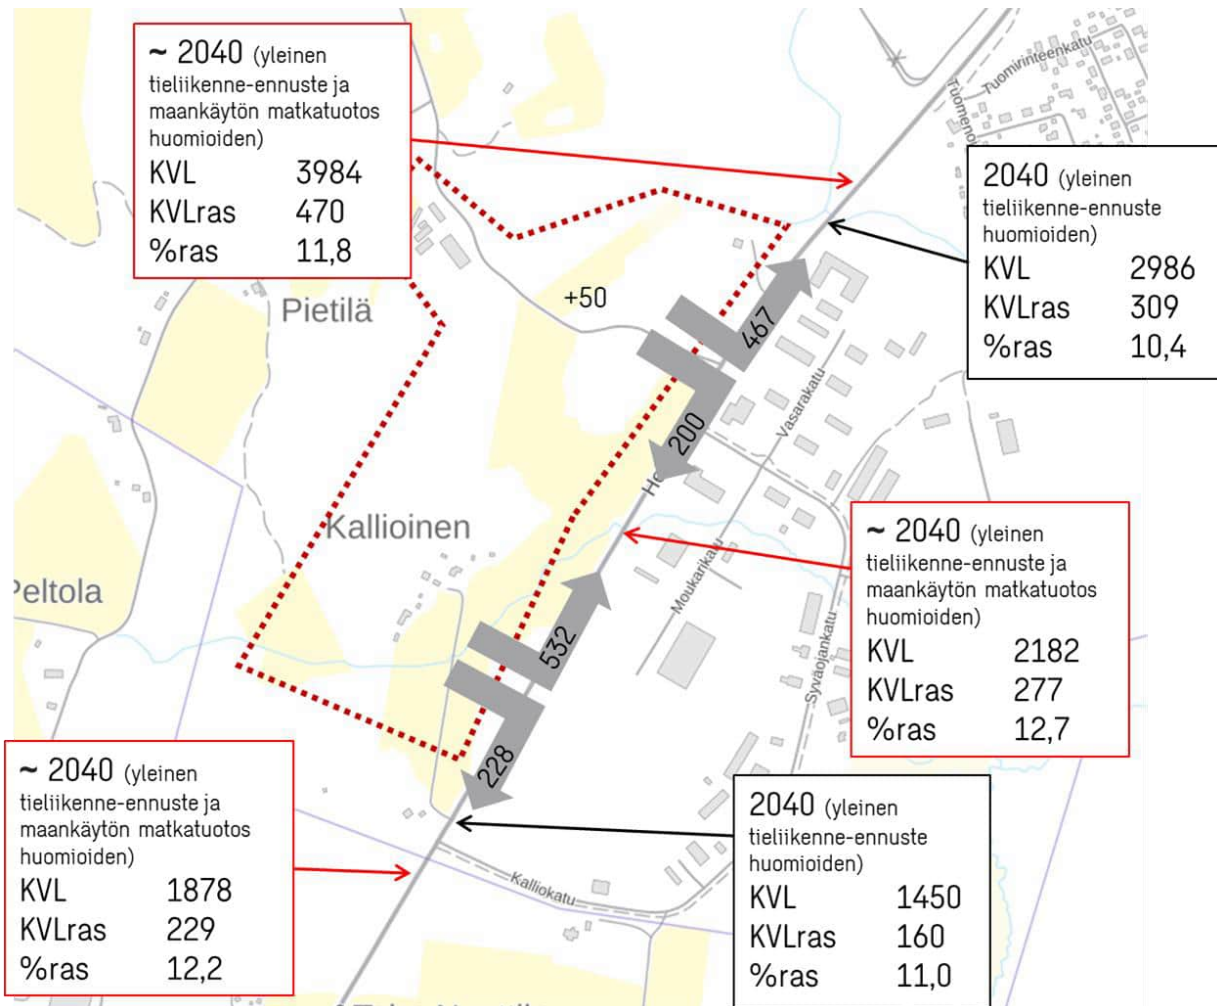 ~ 2040 (yleinen
tieliikenne-ennuste ja
maankäytön matkatuotos
huomioiden)
KVL 3984
KVLras 470
%ras 11,8
Tuomirinteenkatu
2040 (yleinen
tieliikenne-ennuste
huomioiden)
KVL 2986
KVLras 309
%ras 10,4
Pietilä
+50
467
200
Vasarakatu
Kallioinen
Moukarikatu
532
228
Syväojankatu
~ 2040 (yleinen
tieliikenne-ennuste ja
maankäytön matkatuotos
huomioiden)
KVL 2182
KVLras 277
%ras 12,7
~ 2040 (yleinen
tieliikenne-ennuste ja
maankäytön matkatuotos
huomioiden)
KVL 1878
KVLras 229
%ras 12,2
Kalliokatu
2040 (yleinen
tieliikenne-ennuste
huomioiden)
KVL 1450
KVLras 160
%ras 11,0